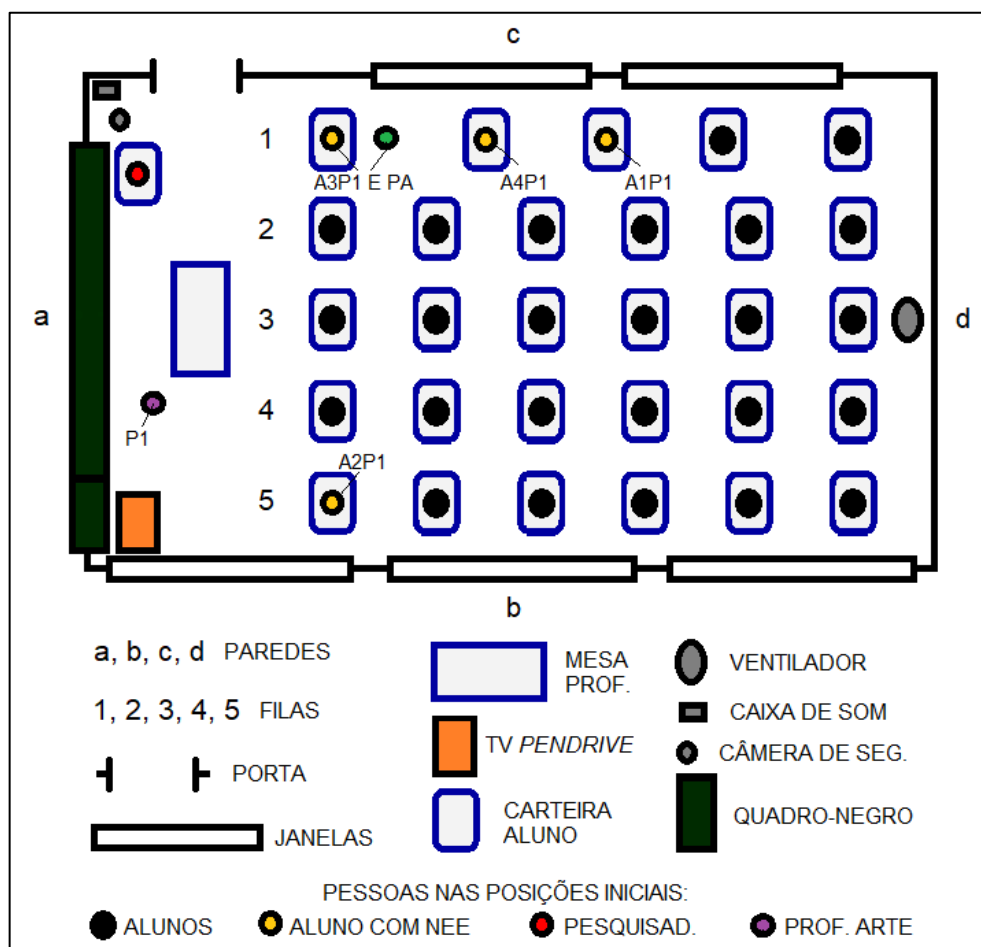 c
1
A3P1 E PA
A4P1
A1P1
2
a
3
d
4
P1
A2P1
5
b
a, b, c, d PAREDES
1, 2, 3, 4, 5 FILAS
PORTA
JANELAS
MESA
PROF.
TV PENDRIVE
CARTEIRA
ALUNO
VENTILADOR
CAIXA DE SOM
CÂMERA DE SEG.
QUADRO-NEGRO
PESSOAS NAS POSIÇÕES INICIAIS:
ALUNOS
ALUNO COM NEE
PESQUISAD.
PROF. ARTE